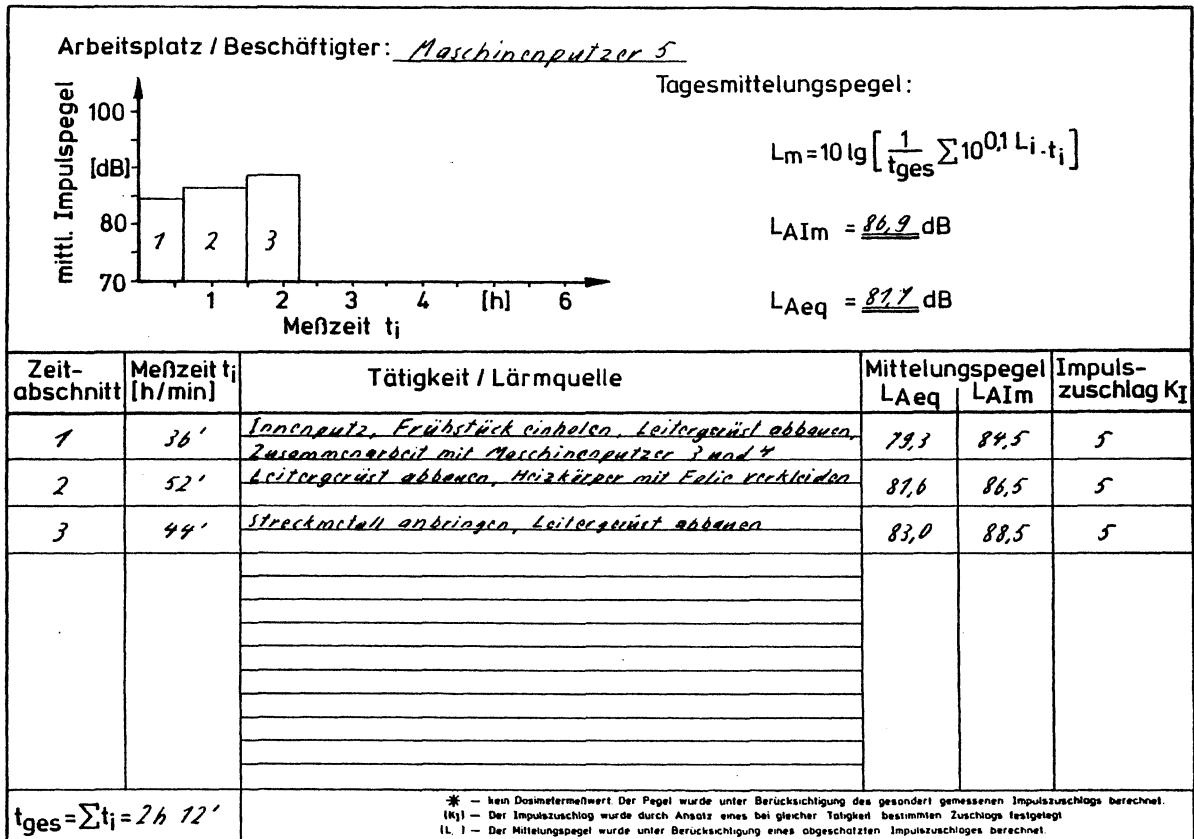 Arbeitsplatz / Beschäftigter: Maschinenputzer 5
mittl. Impulspegel
[dB]
100
80
70
1
2
3
1 2 3 4 [h] 6
Meßzeit ti
Tagesmittelungspegel:
Lm = 10 lg [ 1/tges ∑ 10^0,1 Li · ti ]
LAIm = 86,9 dB
LAeq = 81,7 dB
Zeit-abschnitt Meßzeit ti [h/min] Tätigkeit / Lärmquelle Mittelungspegel LAeq LAIm Impuls-zuschlag KI
1 36' Innenputz, Frühstück einholen, Leitergerüst abbauen, 79,3 84,5 5
Zusammenarbeit mit Maschinenputzer 3 und 4
2 52' Leitergerüst abbauen, Heizkörper mit Folie verkleiden 81,6 86,5 5
3 44' Streckmetall anbringen, Leitergerüst abbauen 83,0 88,5 5
tges = ∑ti = 2h 12'
* – kein Dosimetermeßwert. Der Pegel wurde unter Berücksichtigung des gesondert gemessenen Impulszuschlags berechnet.
(KI) – Der Impulszuschlag wurde durch Ansatz eines bei gleicher Tätigkeit bestimmten Zuschlags festgelegt
(L, ) – Der Mittelungspegel wurde unter Berücksichtigung eines abgeschätzten Impulszuschlages berechnet.